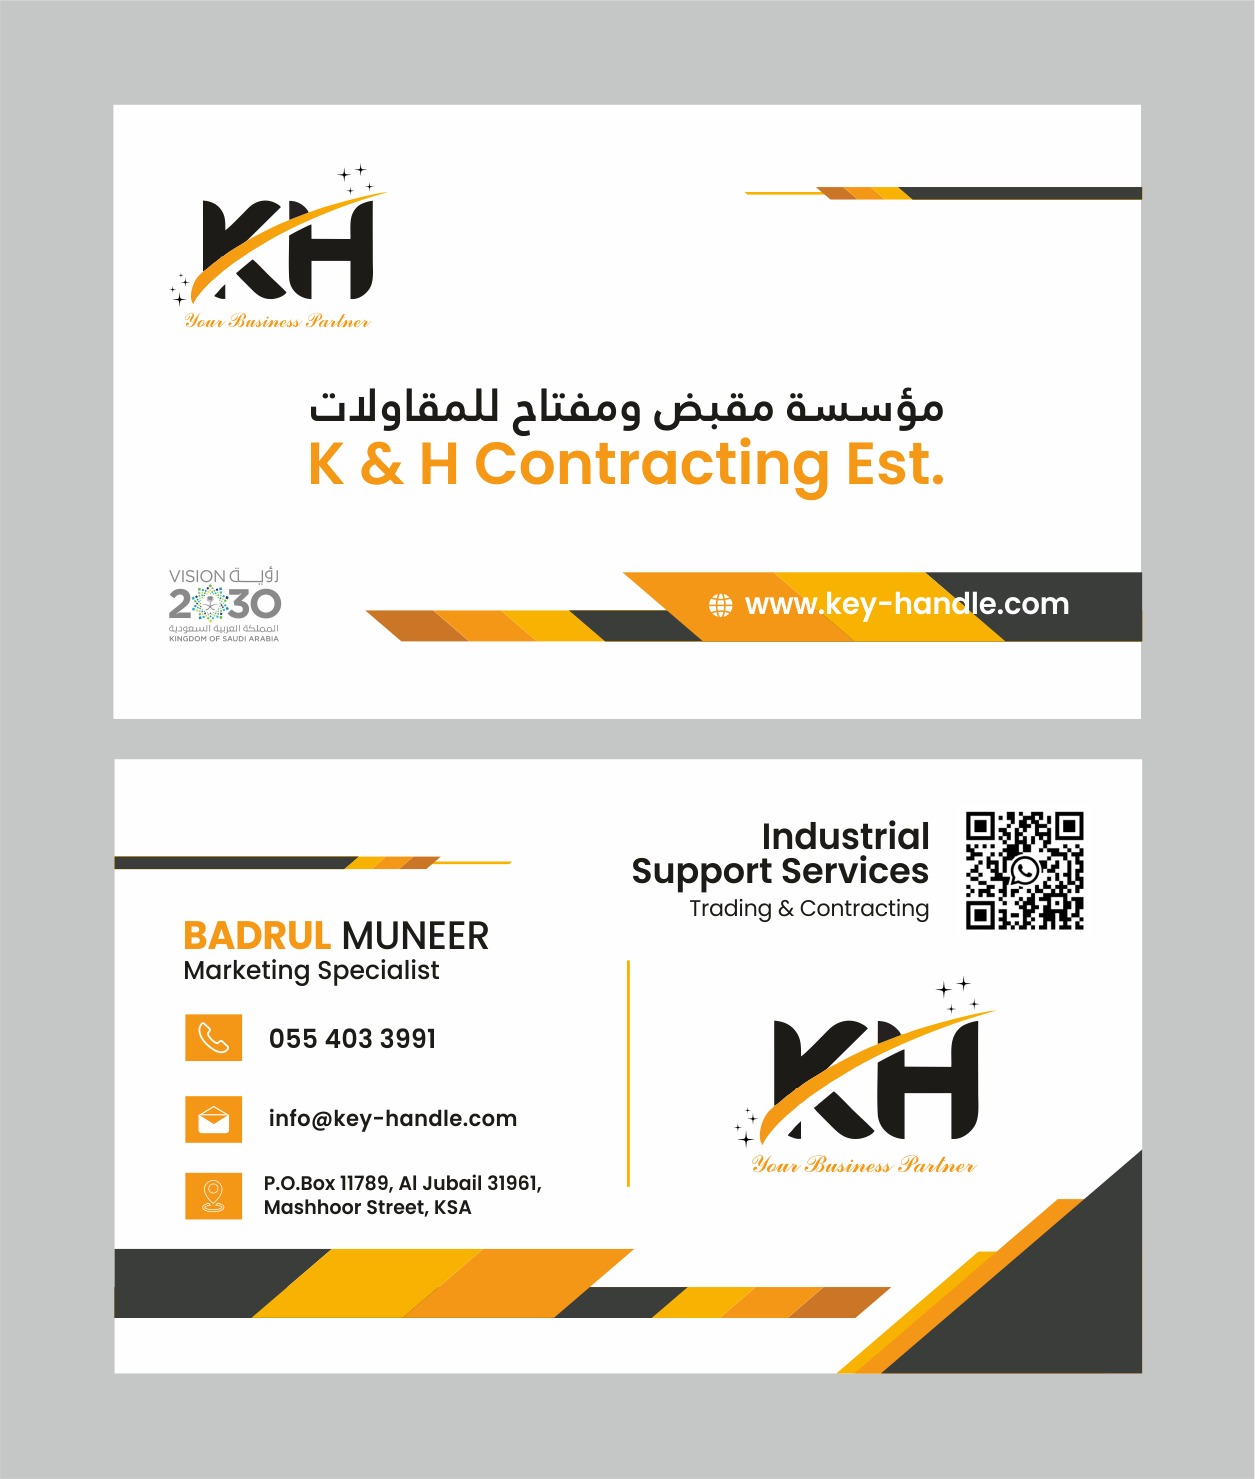 KH
Your Business Partner
مؤسسة مقبض ومفتاح للمقاولات
K & H Contracting Est.
VISION رؤيــــة
2030
المملكة العربية السعودية
KINGDOM OF SAUDI ARABIA
www.key-handle.com
Industrial
Support Services
Trading & Contracting
BADRUL MUNEER
Marketing Specialist
055 403 3991
info@key-handle.com
P.O.Box 11789, Al Jubail 31961,
Mashhoor Street, KSA
KH
Your Business Partner